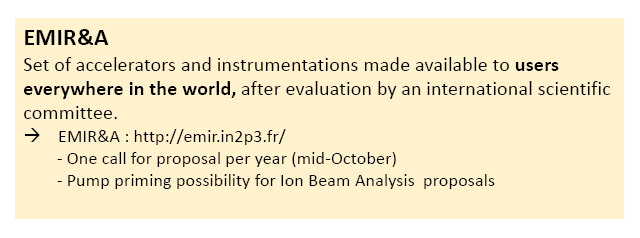 EMIR&A
Set of accelerators and instrumentations made available to users
everywhere in the world, after evaluation by an international scientific
committee.
→ EMIR&A : http://emir.in2p3.fr/
- One call for proposal per year (mid-October)
- Pump priming possibility for Ion Beam Analysis proposals